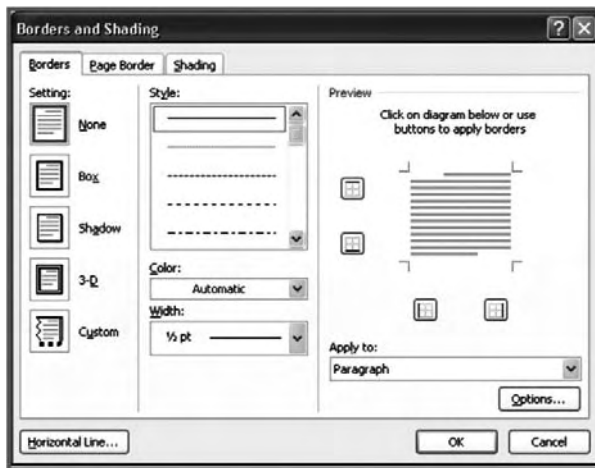 Borders and Shading
Borders Page Border Shading
Setting:
None
Box
Shadow
3-D
Custom
Style:
Color:
Automatic
Width:
½ pt
Preview
Click on diagram below or use
buttons to apply borders
Apply to:
Paragraph
Options...
Horizontal Line...
OK Cancel